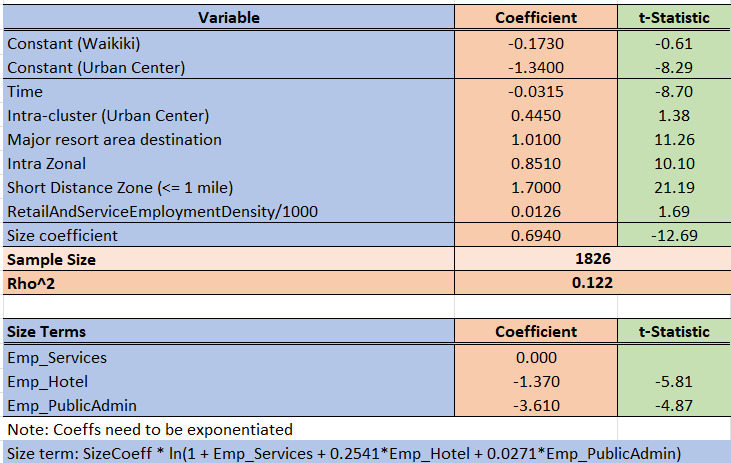 Variable Coefficient t-Statistic
Constant (Waikiki) -0.1730 -0.61
Constant (Urban Center) -1.3400 -8.29
Time -0.0315 -8.70
Intra-cluster (Urban Center) 0.4450 1.38
Major resort area destination 1.0100 11.26
Intra Zonal 0.8510 10.10
Short Distance Zone (<= 1 mile) 1.7000 21.19
RetailAndServiceEmploymentDensity/1000 0.0126 1.69
Size coefficient 0.6940 -12.69
Sample Size 1826
Rho^2 0.122
Size Terms Coefficient t-Statistic
Emp_Services 0.000
Emp_Hotel -1.370 -5.81
Emp_PublicAdmin -3.610 -4.87
Note: Coeffs need to be exponentiated
Size term: SizeCoeff * ln(1 + Emp_Services + 0.2541*Emp_Hotel + 0.0271*Emp_PublicAdmin)